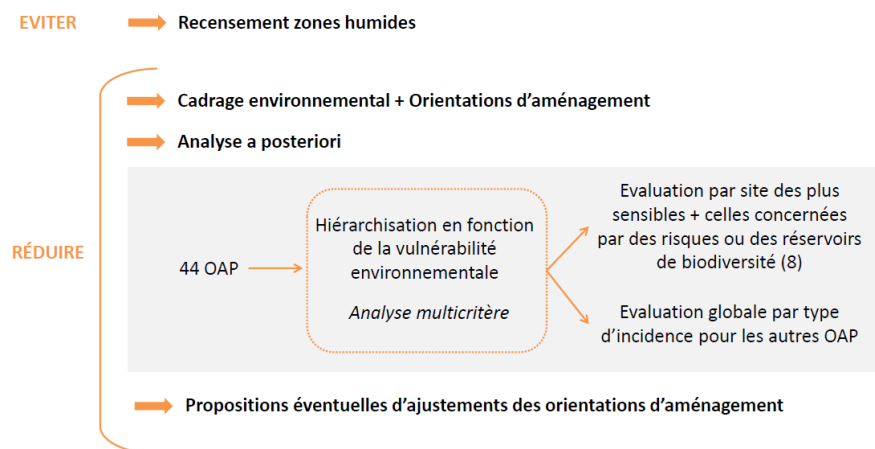 EVITER
Recensement zones humides
Cadrage environnemental + Orientations d'aménagement
Analyse a posteriori
RÉDUIRE
44 OAP
Hiérarchisation en fonction
de la vulnérabilité
environnementale
Analyse multicritère
Evaluation par site des plus
sensibles + celles concernées
par des risques ou des réservoirs
de biodiversité (8)
Evaluation globale par type
d'incidence pour les autres OAP
Propositions éventuelles d'ajustements des orientations d'aménagement